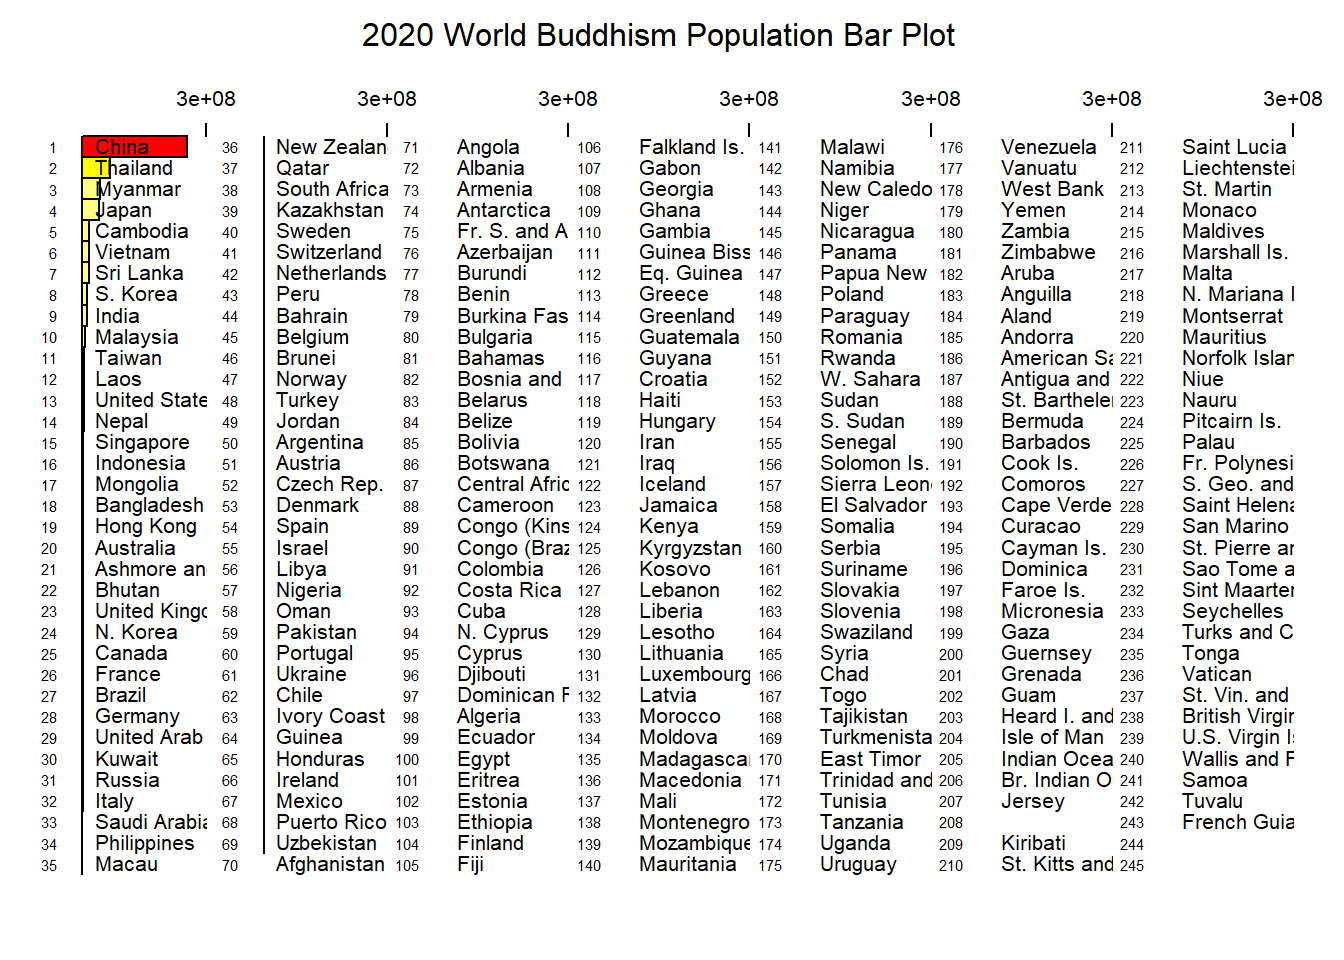 2020 World Buddhism Population Bar Plot
3e+08 3e+08 3e+08 3e+08 3e+08 3e+08 3e+08
1 China 36 New Zealan 71 Angola 106 Falkland Is. 141 Malawi 176 Venezuela 211 Saint Lucia
2 Thailand 37 Qatar 72 Albania 107 Gabon 142 Namibia 177 Vanuatu 212 Liechtenstei
3 Myanmar 38 South Africa 73 Armenia 108 Georgia 143 New Caledo 178 West Bank 213 St. Martin
4 Japan 39 Kazakhstan 74 Antarctica 109 Ghana 144 Niger 179 Yemen 214 Monaco
5 Cambodia 40 Sweden 75 Fr. S. and A 110 Gambia 145 Nicaragua 180 Zambia 215 Maldives
6 Vietnam 41 Switzerland 76 Azerbaijan 111 Guinea Biss 146 Panama 181 Zimbabwe 216 Marshall Is.
7 Sri Lanka 42 Netherlands 77 Burundi 112 Eq. Guinea 147 Papua New 182 Aruba 217 Malta
8 S. Korea 43 Peru 78 Benin 113 Greece 148 Poland 183 Anguilla 218 N. Mariana I
9 India 44 Bahrain 79 Burkina Fas 114 Greenland 149 Paraguay 184 Aland 219 Montserrat
10 Malaysia 45 Belgium 80 Bulgaria 115 Guatemala 150 Romania 185 Andorra 220 Mauritius
11 Taiwan 46 Brunei 81 Bahamas 116 Guyana 151 Rwanda 186 American Sa 221 Norfolk Islan
12 Laos 47 Norway 82 Bosnia and 117 Croatia 152 W. Sahara 187 Antigua and 222 Niue
13 United State 48 Turkey 83 Belarus 118 Haiti 153 Sudan 188 St. Barthele 223 Nauru
14 Nepal 49 Jordan 84 Belize 119 Hungary 154 S. Sudan 189 Bermuda 224 Pitcairn Is.
15 Singapore 50 Argentina 85 Bolivia 120 Iran 155 Senegal 190 Barbados 225 Palau
16 Indonesia 51 Austria 86 Botswana 121 Iraq 156 Solomon Is. 191 Cook Is. 226 Fr. Polynesi
17 Mongolia 52 Czech Rep. 87 Central Afric 122 Iceland 157 Sierra Leon 192 Comoros 227 S. Geo. and
18 Bangladesh 53 Denmark 88 Cameroon 123 Jamaica 158 El Salvador 193 Cape Verde 228 Saint Helena
19 Hong Kong 54 Spain 89 Congo (Kins 124 Kenya 159 Somalia 194 Curacao 229 San Marino
20 Australia 55 Israel 90 Congo (Braz 125 Kyrgyzstan 160 Serbia 195 Cayman Is. 230 St. Pierre an
21 Ashmore an 56 Libya 91 Colombia 126 Kosovo 161 Suriname 196 Dominica 231 Sao Tome a
22 Bhutan 57 Nigeria 92 Costa Rica 127 Lebanon 162 Slovakia 197 Faroe Is. 232 Sint Maarten
23 United Kingd 58 Oman 93 Cuba 128 Liberia 163 Slovenia 198 Micronesia 233 Seychelles
24 N. Korea 59 Pakistan 94 N. Cyprus 129 Lesotho 164 Swaziland 199 Gaza 234 Turks and C
25 Canada 60 Portugal 95 Cyprus 130 Lithuania 165 Syria 200 Guernsey 235 Tonga
26 France 61 Ukraine 96 Djibouti 131 Luxembourg 166 Chad 201 Grenada 236 Vatican
27 Brazil 62 Chile 97 Dominican R 132 Latvia 167 Togo 202 Guam 237 St. Vin. and
28 Germany 63 Ivory Coast 98 Algeria 133 Morocco 168 Tajikistan 203 Heard I. and 238 British Virgin
29 United Arab 64 Guinea 99 Ecuador 134 Moldova 169 Turkmenista 204 Isle of Man 239 U.S. Virgin Is
30 Kuwait 65 Honduras 100 Egypt 135 Madagascar 170 East Timor 205 Indian Ocea 240 Wallis and F
31 Russia 66 Ireland 101 Eritrea 136 Macedonia 171 Trinidad and 206 Br. Indian O 241 Samoa
32 Italy 67 Mexico 102 Estonia 137 Mali 172 Tunisia 207 Jersey 242 Tuvalu
33 Saudi Arabia 68 Puerto Rico 103 Ethiopia 138 Montenegro 173 Tanzania 208 243 French Guia
34 Philippines 69 Uzbekistan 104 Finland 139 Mozambique 174 Uganda 209 Kiribati 244
35 Macau 70 Afghanistan 105 Fiji 140 Mauritania 175 Uruguay 210 St. Kitts and 245